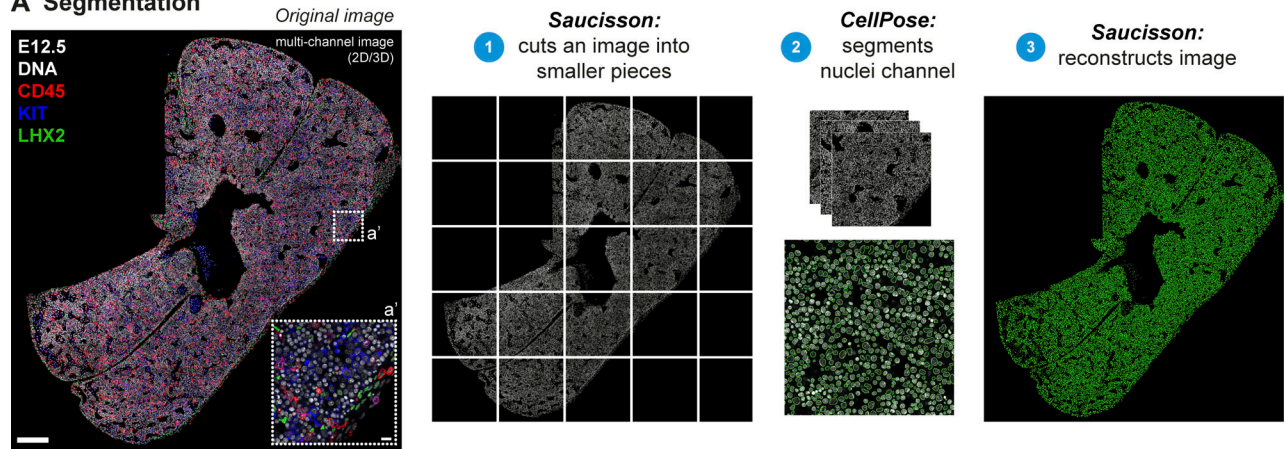 A Segmentation
Original image
multi-channel image
(2D/3D)
E12.5
DNA
CD45
KIT
LHX2
a'
a'
1
Saucisson:
cuts an image into
smaller pieces
2
CellPose:
segments
nuclei channel
3
Saucisson:
reconstructs image